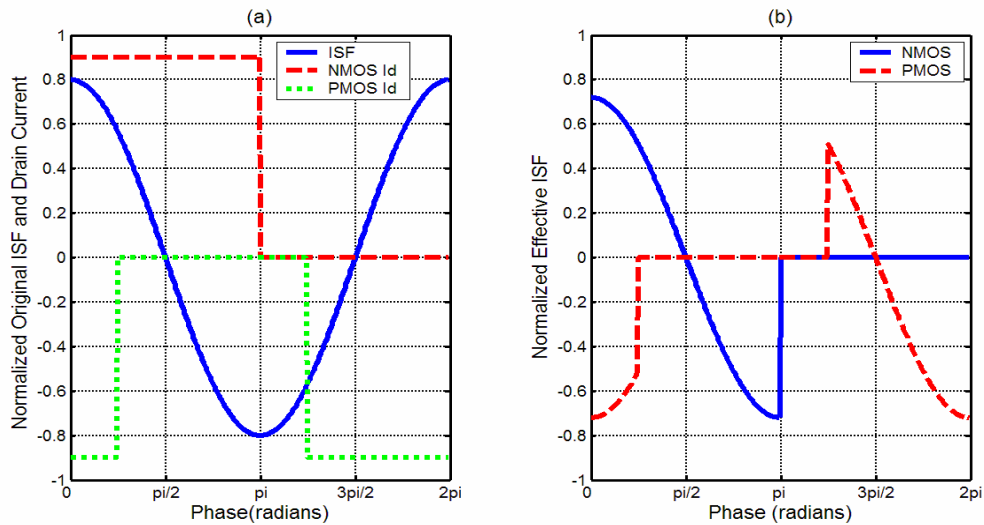 (a)
Normalized Original ISF and Drain Current
1
0.8
0.6
0.4
0.2
0
-0.2
-0.4
-0.6
-0.8
-1
ISF
NMOS Id
PMOS Id
0
pi/2
pi
3pi/2
2pi
Phase(radians)
(b)
Normalized Effective ISF
1
0.8
0.6
0.4
0.2
0
-0.2
-0.4
-0.6
-0.8
-1
NMOS
PMOS
0
pi/2
pi
3pi/2
2pi
Phase (radians)